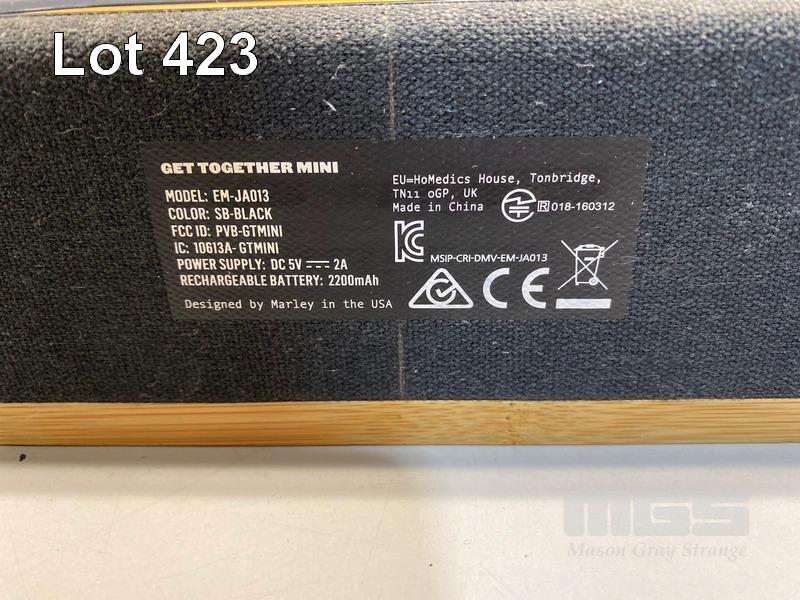 Lot 423
GET TOGETHER MINI
MODEL: EM-JA013
COLOR: SB-BLACK
FCC ID: PVB-GTMINI
IC: 10613A- GTMINI
POWER SUPPLY: DC 5V 2A
RECHARGEABLE BATTERY: 2200mAh
Designed by Marley in the USA
EU=HoMedics House, Tonbridge,
TN11 0GP, UK
Made in China
R 018-160312
MSIP-CRI-DMV-EM-JA013
CE
MGS
Mason Gray Strange